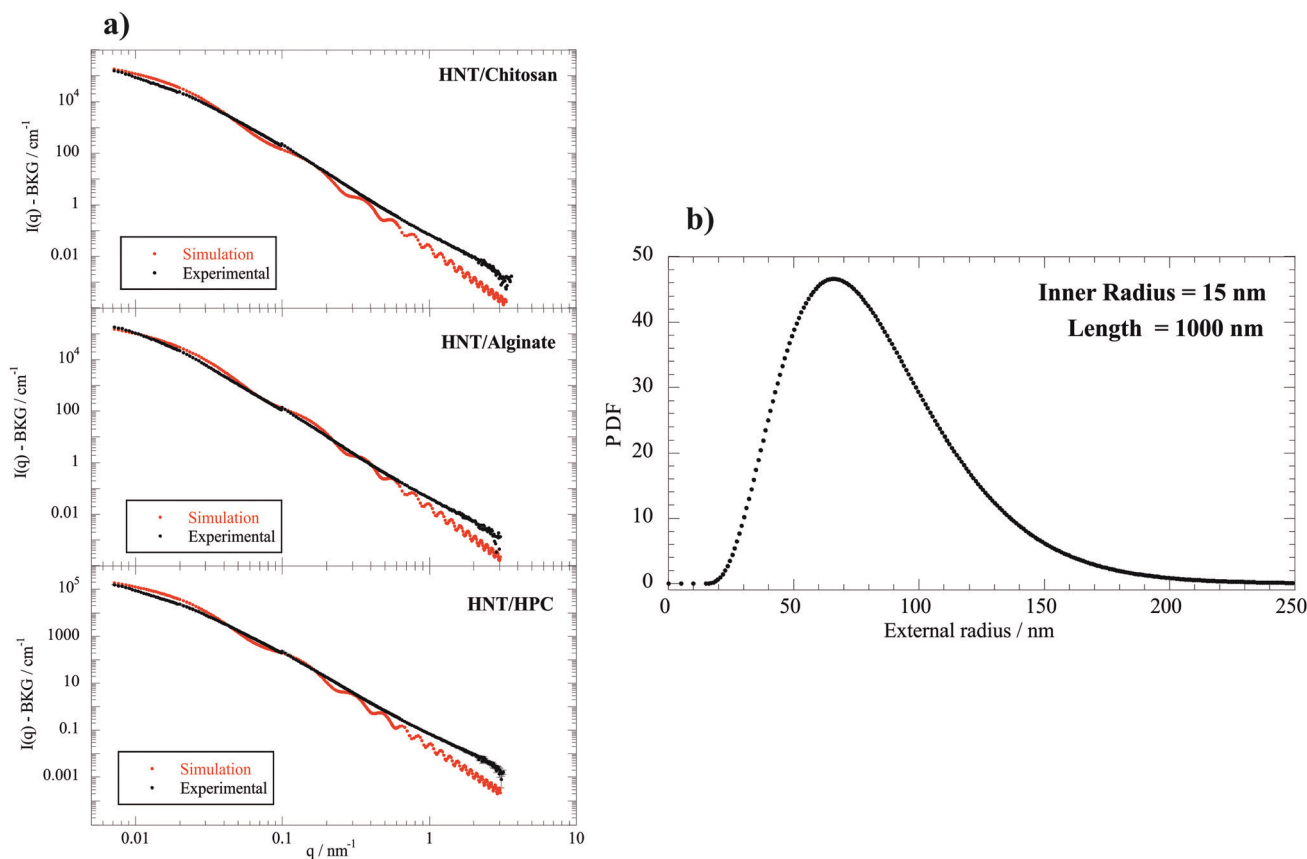 a)
HNT/Chitosan
10^4
100
1
0.01
I(q) - BKG / cm^-1
Simulation
Experimental
HNT/Alginate
10^4
100
1
0.01
I(q) - BKG / cm^-1
Simulation
Experimental
HNT/HPC
10^5
1000
10
0.1
0.001
I(q) - BKG / cm^-1
Simulation
Experimental
0.01 0.1 1 10
q / nm^-1
b)
Inner Radius = 15 nm
Length = 1000 nm
50
40
30
20
10
0
PDF
0 50 100 150 200 250
External radius / nm